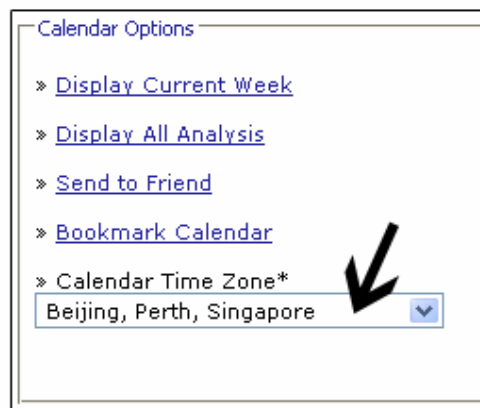 Calendar Options
» Display Current Week
» Display All Analysis
» Send to Friend
» Bookmark Calendar
» Calendar Time Zone*
Beijing, Perth, Singapore